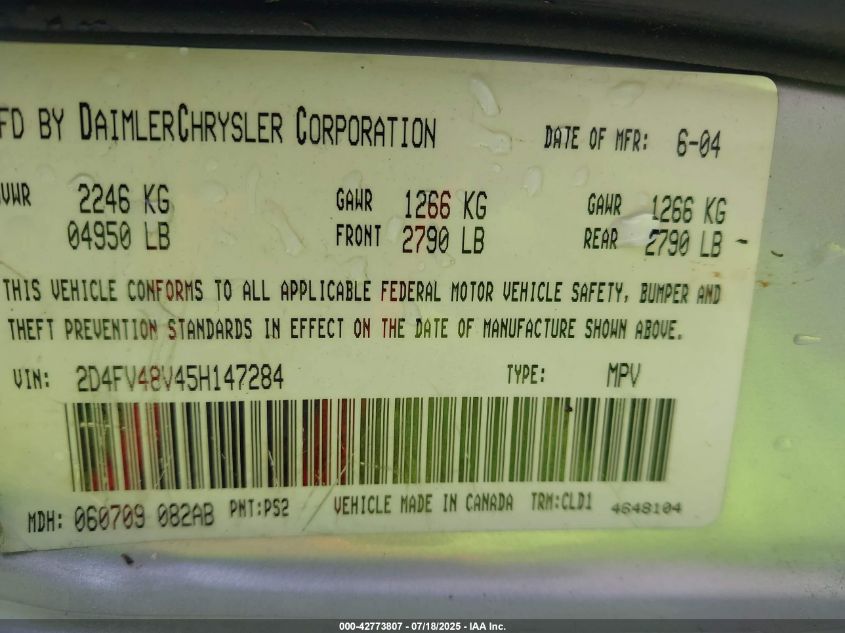 FD BY DAIMLERCHRYSLER CORPORATION DATE OF MFR: 6-04
VWR 2246 KG GAWR 1266 KG GAWR 1266 KG
04950 LB FRONT 2790 LB REAR 2790 LB
THIS VEHICLE CONFORMS TO ALL APPLICABLE FEDERAL MOTOR VEHICLE SAFETY, BUMPER AND
THEFT PREVENTION STANDARDS IN EFFECT ON THE DATE OF MANUFACTURE SHOWN ABOVE.
VIN: 2D4FV48V45H147284 TYPE: MPV
MDH: 060709 082AB PNT:PS2 VEHICLE MADE IN CANADA TRM:CLD1 4648104
000-42773807 - 07/18/2025 - IAA Inc.